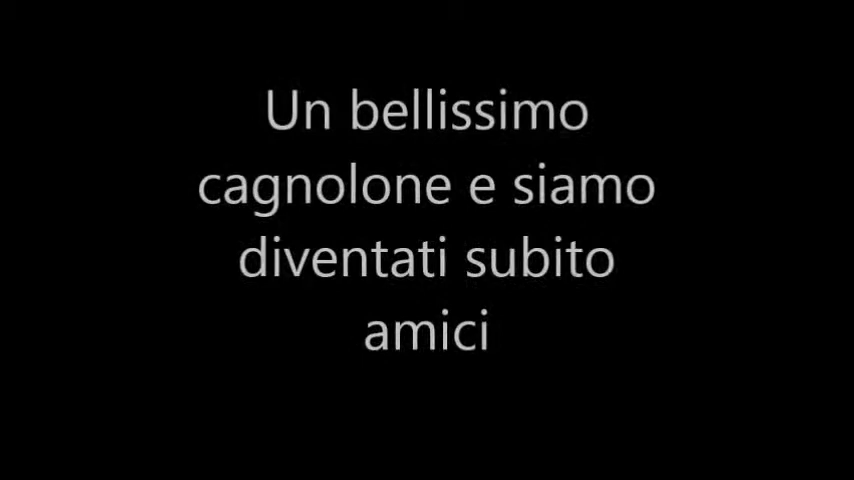 Un bellissimo
cagnolone e siamo
diventati subito
amici